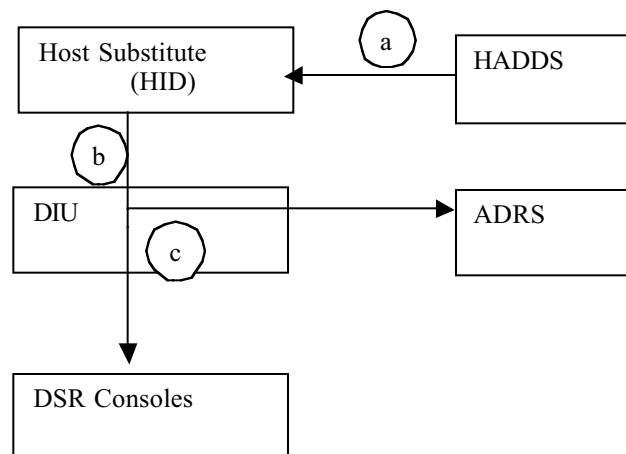 Host Substitute
(HID)
a
HADDS
b
DIU
ADRS
c
DSR Consoles